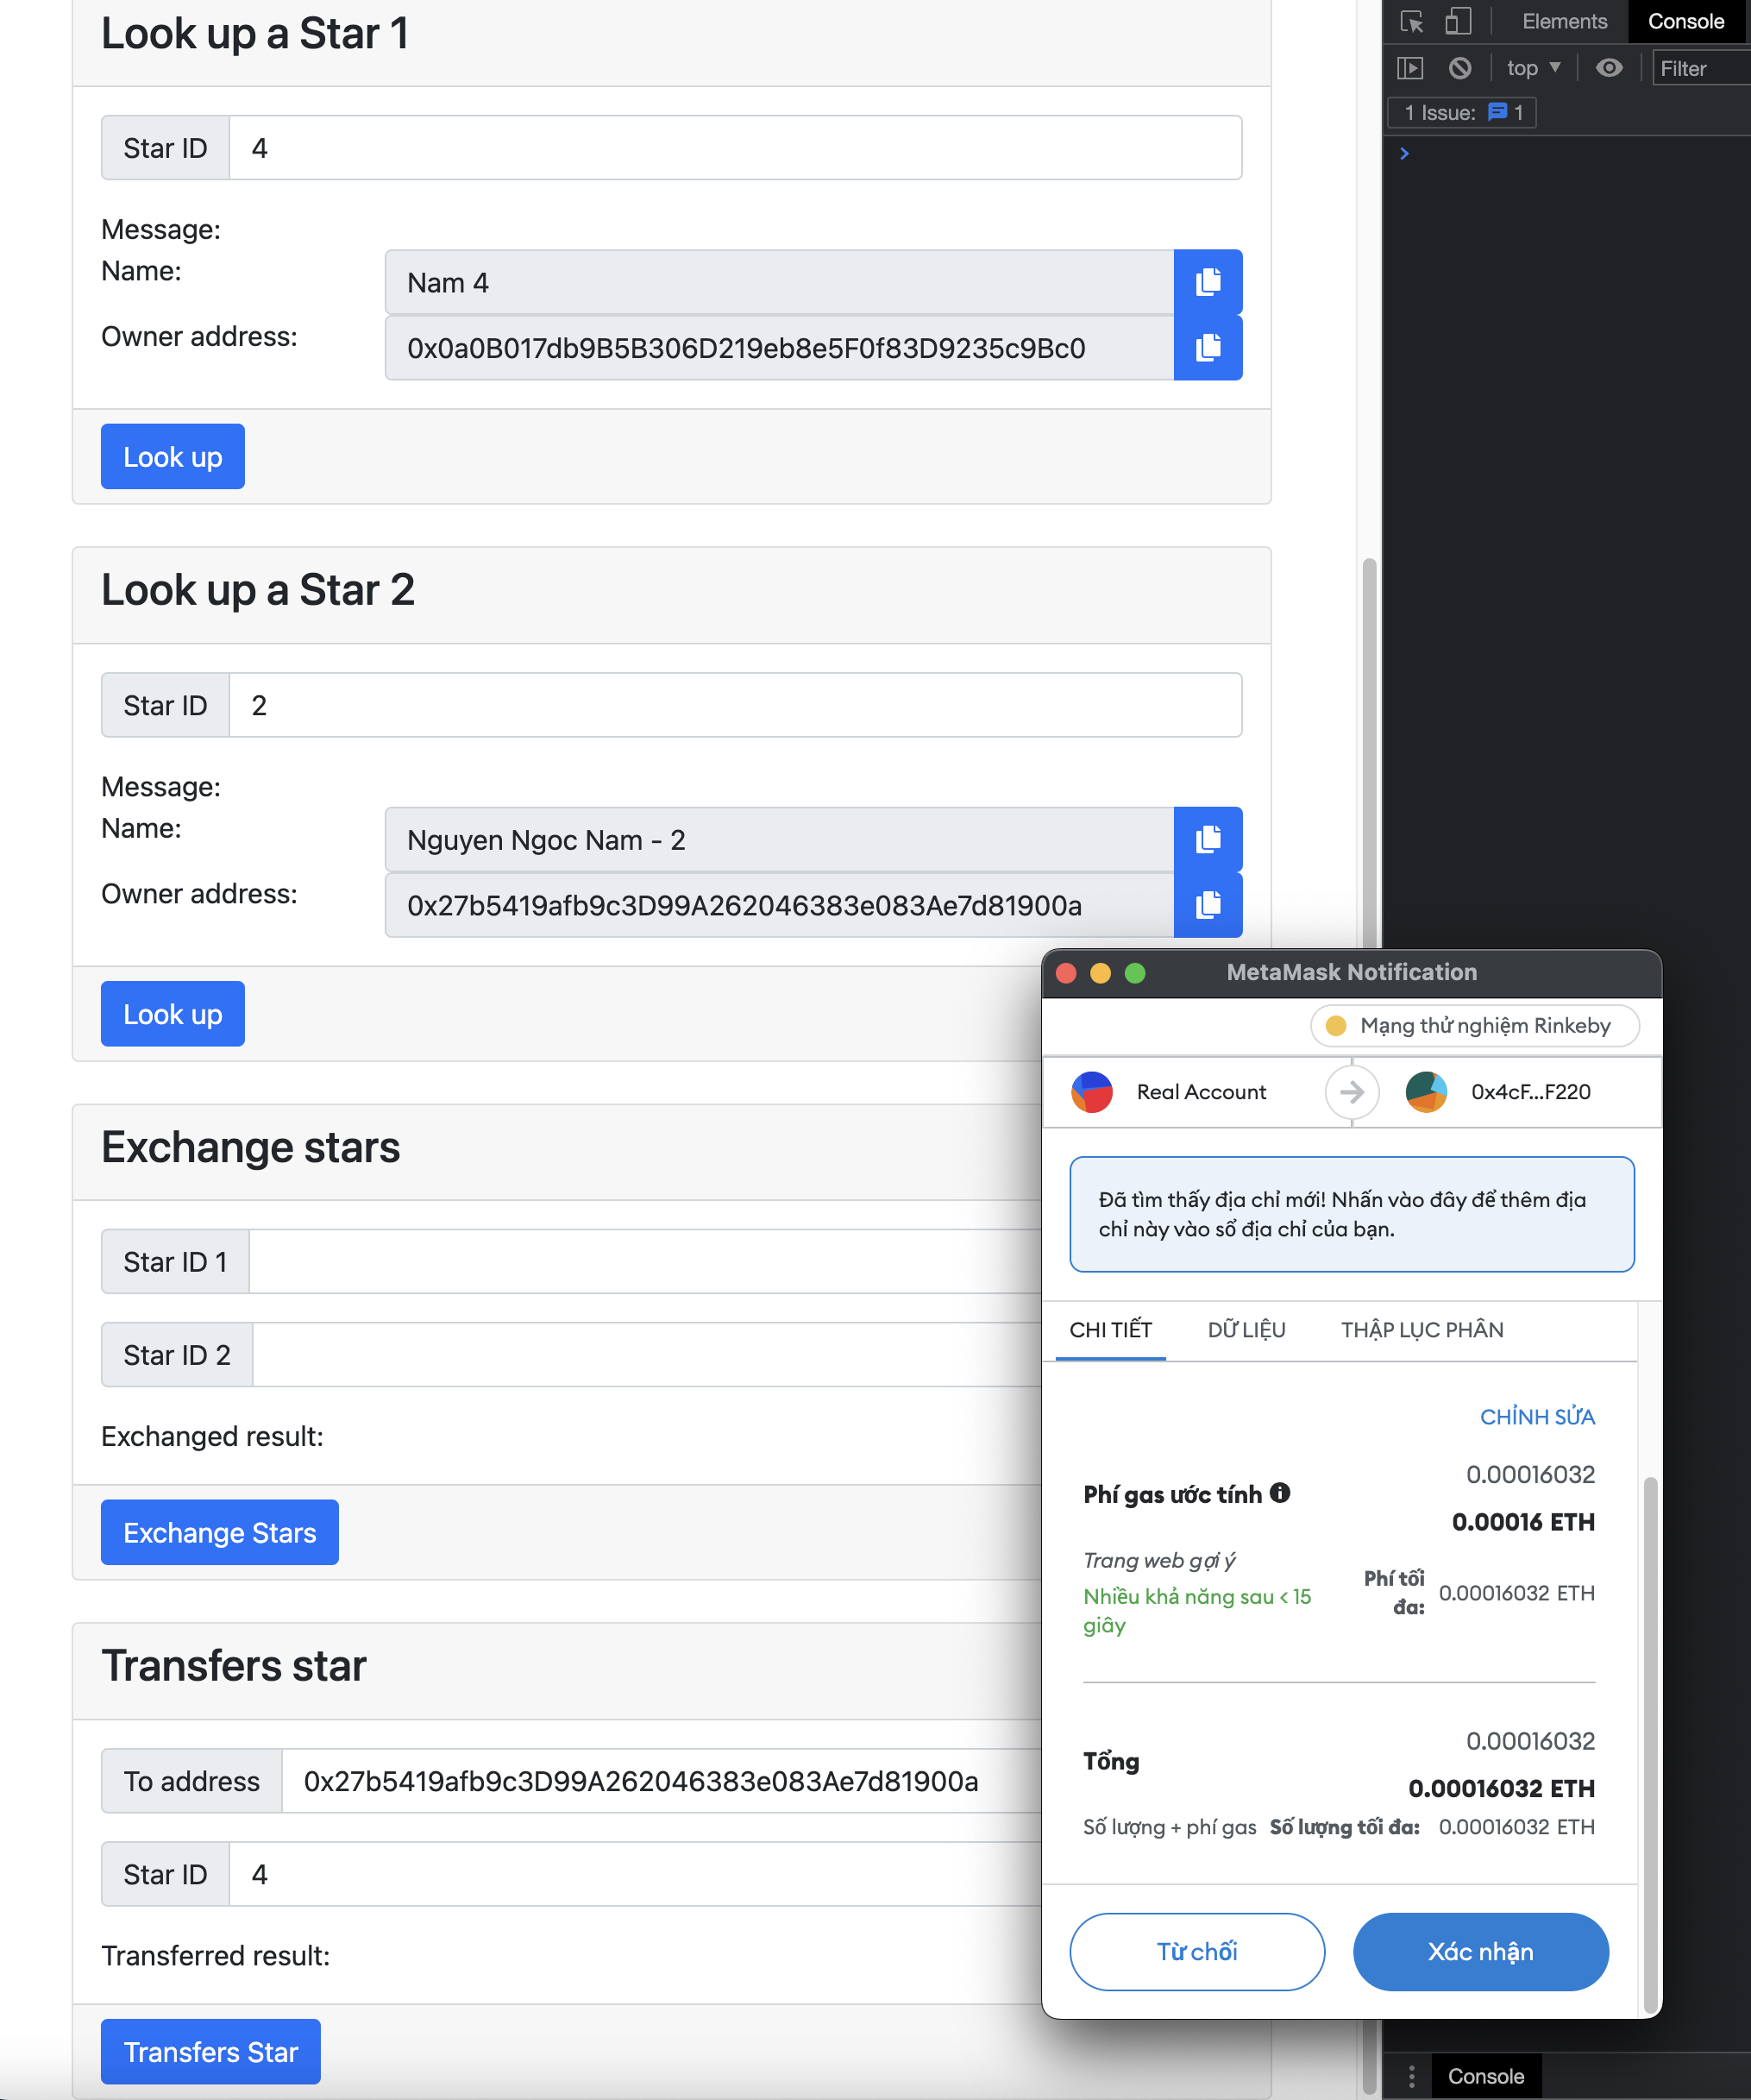 Look up a Star 1
Star ID 4
Message:
Name: Nam 4
Owner address: 0x0a0B017db9B5B306D219eb8e5F0f83D9235c9Bc0
Look up
Look up a Star 2
Star ID 2
Message:
Name: Nguyen Ngoc Nam - 2
Owner address: 0x27b5419afb9c3D99A262046383e083Ae7d81900a
Look up
Exchange stars
Star ID 1
Star ID 2
Exchanged result:
Exchange Stars
Transfers star
To address 0x27b5419afb9c3D99A262046383e083Ae7d81900a
Star ID 4
Transferred result:
Transfers Star
Elements Console
top Filter
1 Issue: 1
MetaMask Notification
Mạng thử nghiệm Rinkeby
Real Account 0x4cF...F220
Đã tìm thấy địa chỉ mới! Nhấn vào đây để thêm địa
chỉ này vào sổ địa chỉ của bạn.
CHI TIẾT DỮ LIỆU THẬP LỤC PHÂN
CHỈNH SỬA
0.00016032
Phí gas ước tính
0.00016 ETH
Trang web gợi ý
Nhiều khả năng sau < 15
giây
Phí tối
đa: 0.00016032 ETH
0.00016032
Tổng
0.00016032 ETH
Số lượng + phí gas Số lượng tối đa: 0.00016032 ETH
Từ chối Xác nhận
Console